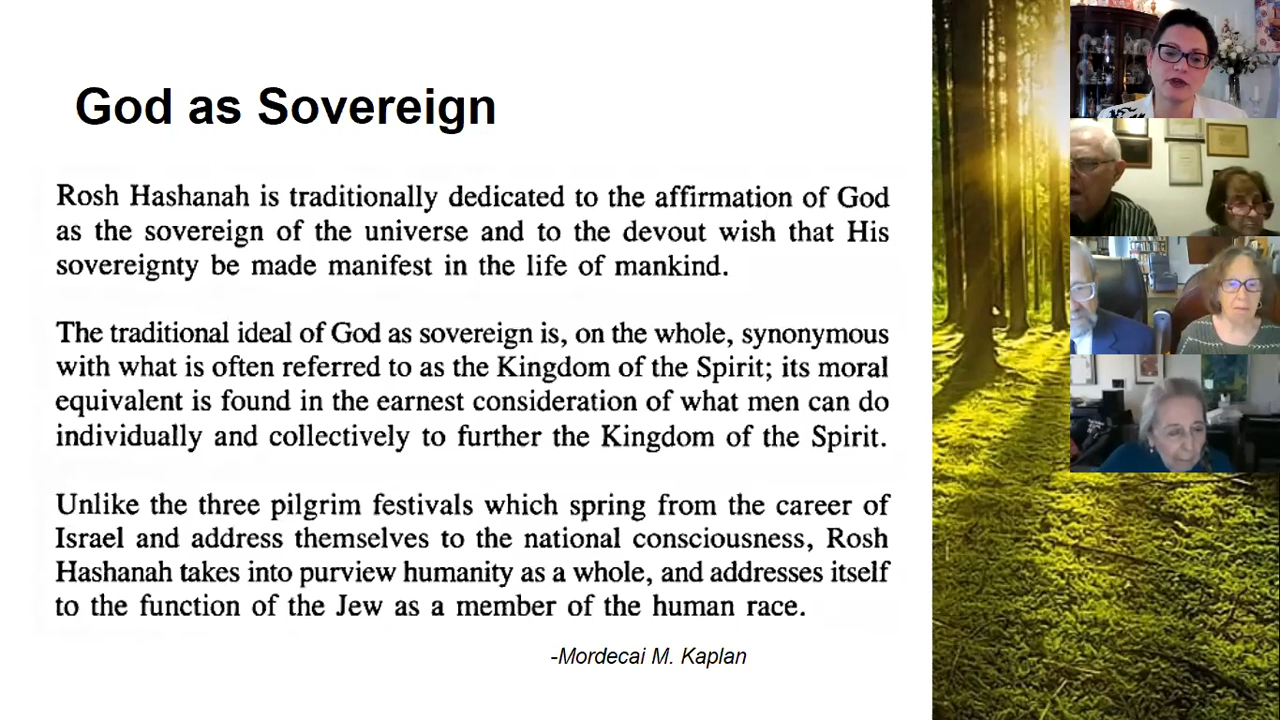 God as Sovereign
Rosh Hashanah is traditionally dedicated to the affirmation of God
as the sovereign of the universe and to the devout wish that His
sovereignty be made manifest in the life of mankind.
The traditional ideal of God as sovereign is, on the whole, synonymous
with what is often referred to as the Kingdom of the Spirit; its moral
equivalent is found in the earnest consideration of what men can do
individually and collectively to further the Kingdom of the Spirit.
Unlike the three pilgrim festivals which spring from the career of
Israel and address themselves to the national consciousness, Rosh
Hashanah takes into purview humanity as a whole, and addresses itself
to the function of the Jew as a member of the human race.
-Mordecai M. Kaplan